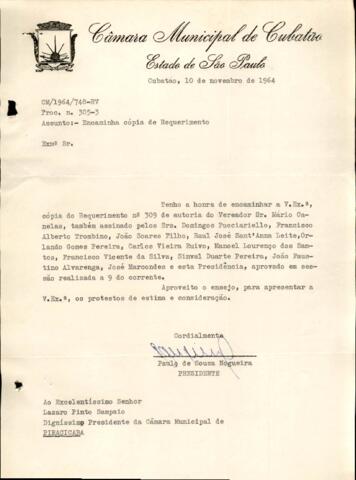 Câmara Municipal de Cubatão
Estado de São Paulo
Cubatão, 10 de novembro de 1964
CM/1964/748-RV
Proc. n. 305-3
Assunto:- Encaminha cópia de Requerimento
Exmº Sr.
Tenho a honra de encaminhar a V.Ex.ª,
cópia do Requerimento nº 309 de autoria do Vereador Sr. Mário Ca-
nelas, também assinado pelos Srs. Domingos Pucciariello, Francisco
Alberto Trombino, João Soares Filho, Raul José Sant'Anna Leite, Or-
lando Gomes Pereira, Carlos Vieira Ruivo, Manoel Lourenço dos San-
tos, Francisco Vicente da Silva, Sinval Duarte Pereira, João Faus-
tino Alvarenga, José Marcondes e esta Presidência, aprovado em ses-
são realizada a 9 do corrente.
Aproveito o ensejo, para apresentar a
V.Ex.ª, os protestos de estima e consideração.
Cordialmente
Paulo de Souza Nogueira
PRESIDENTE
Ao Excelentíssimo Senhor
Lazaro Pinto Sampaio
Digníssimo Presidente da Câmara Municipal de
PIRACICABA